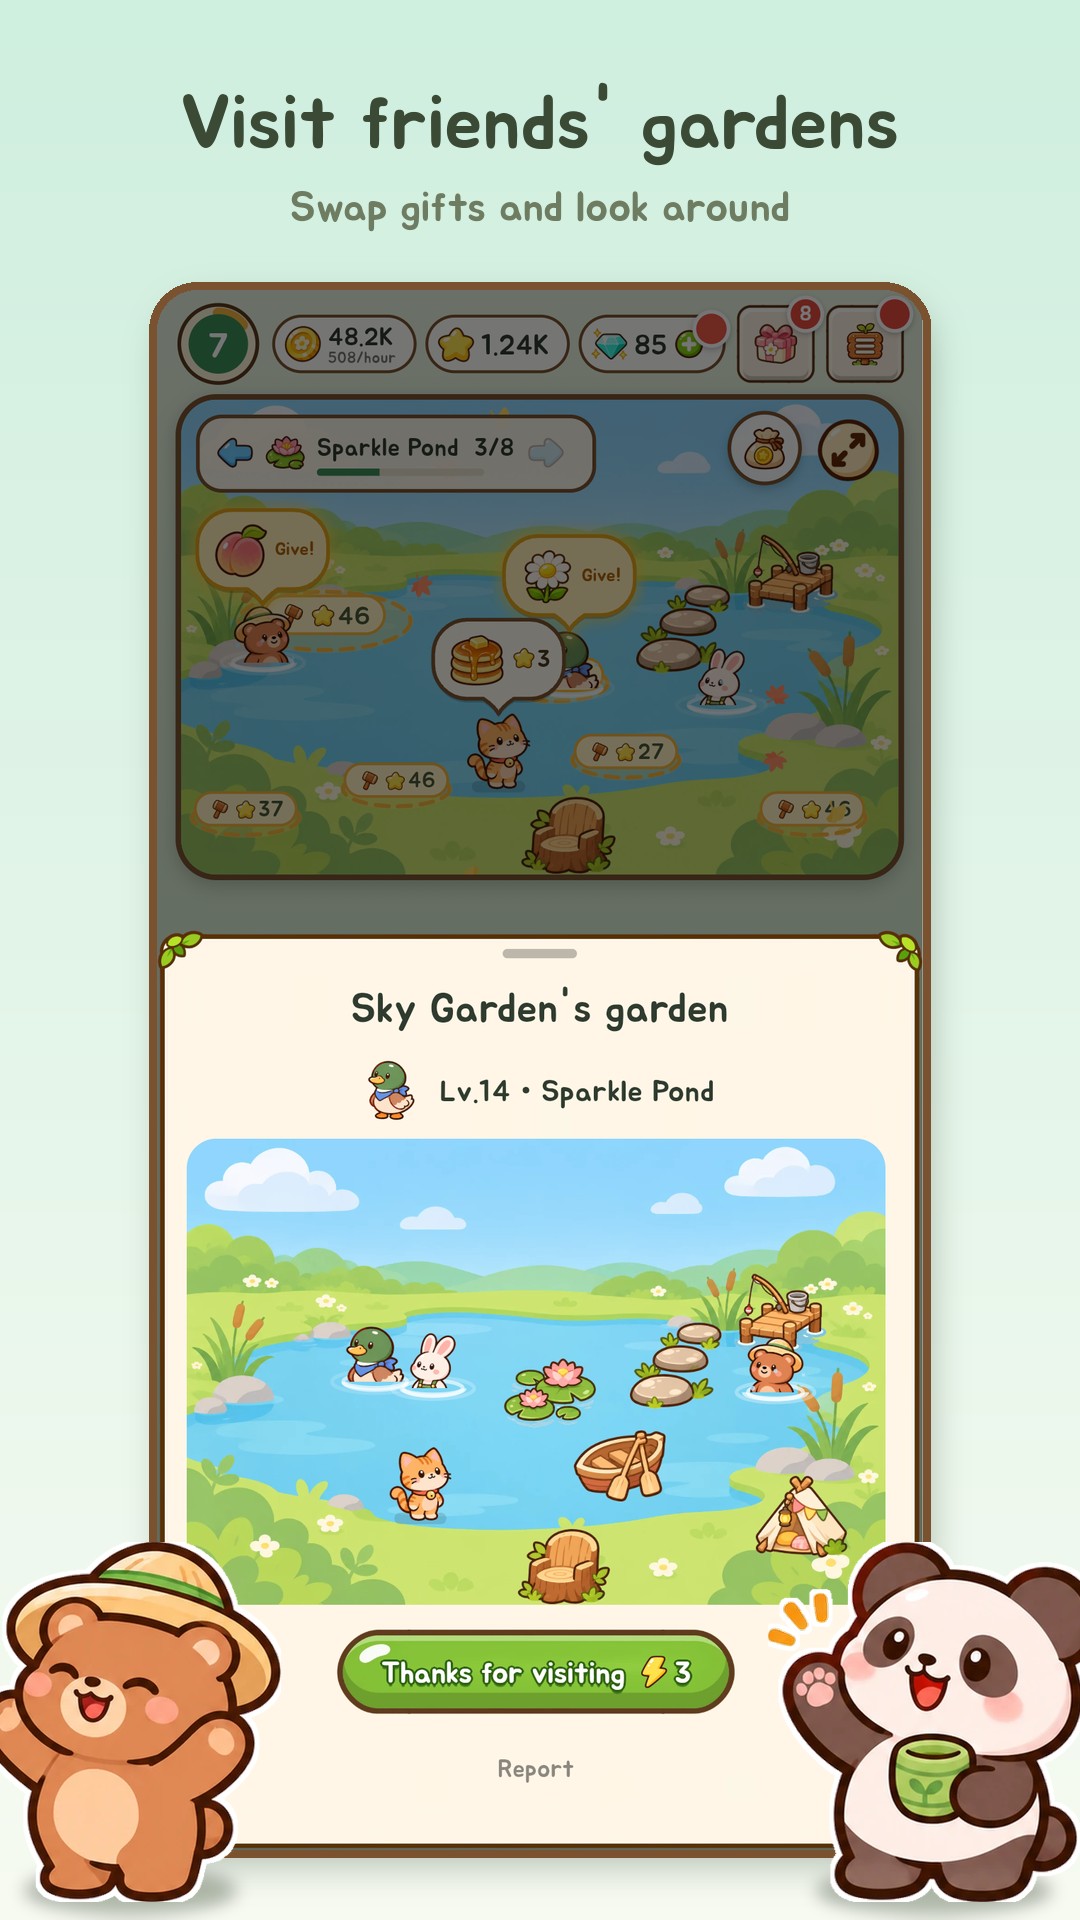 Visit friends' gardens
Swap gifts and look around
7
48.2K
508/hour
1.24K
85
8
Sparkle Pond 3/8
Give!
Give!
46
3
27
46
37
46
Sky Garden's garden
Lv.14 • Sparkle Pond
Thanks for visiting 3
Report